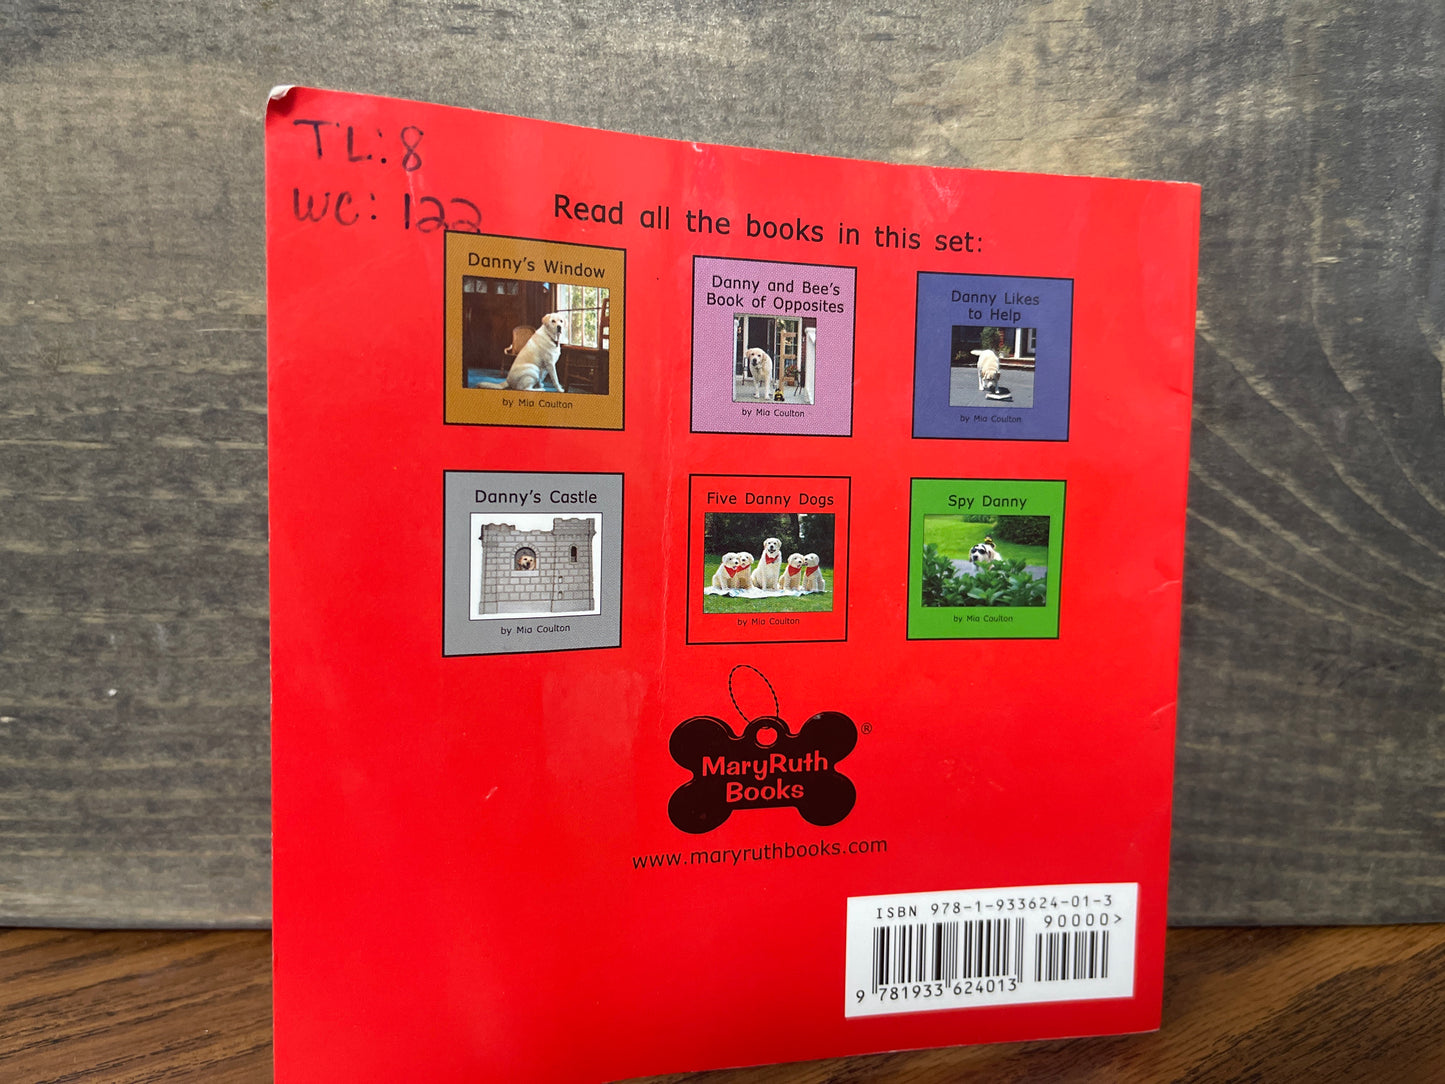 TL: 8
WC: 122
Read all the books in this set:
Danny's Window
by Mia Coulton
Danny and Bee's
Book of Opposites
by Mia Coulton
Danny Likes
to Help
by Mia Coulton
Danny's Castle
by Mia Coulton
Five Danny Dogs
by Mia Coulton
Spy Danny
by Mia Coulton
MaryRuth
Books
®
www.maryruthbooks.com
ISBN 978-1-933624-01-3
90000>
9 781933 624013